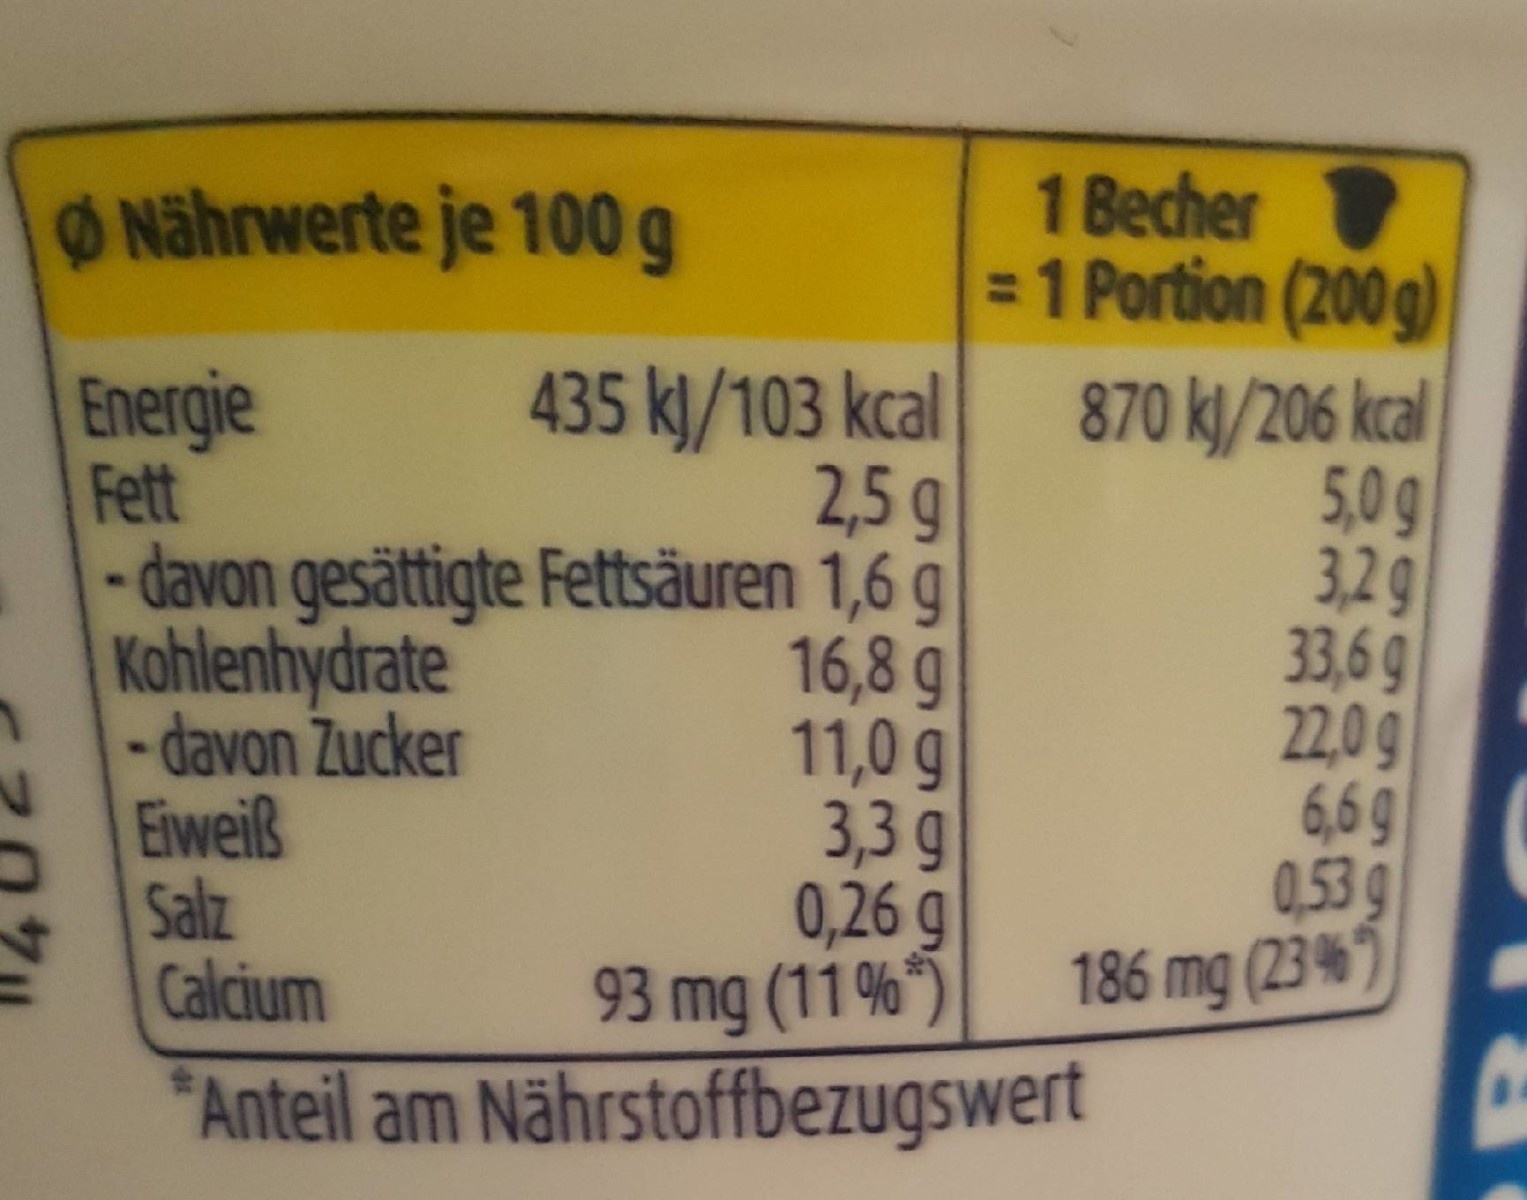 Ø Nährwerte je 100 g
1 Becher
= 1 Portion (200 g)
Energie 435 kJ/103 kcal 870 kJ/206 kcal
Fett 2,5 g 5,0 g
- davon gesättigte Fettsäuren 1,6 g 3,2 g
Kohlenhydrate 16,8 g 33,6 g
- davon Zucker 11,0 g 22,0 g
Eiweiß 3,3 g 6,6 g
Salz 0,26 g 0,53 g
Calcium 93 mg (11 %*) 186 mg (23 %*)
*Anteil am Nährstoffbezugswert